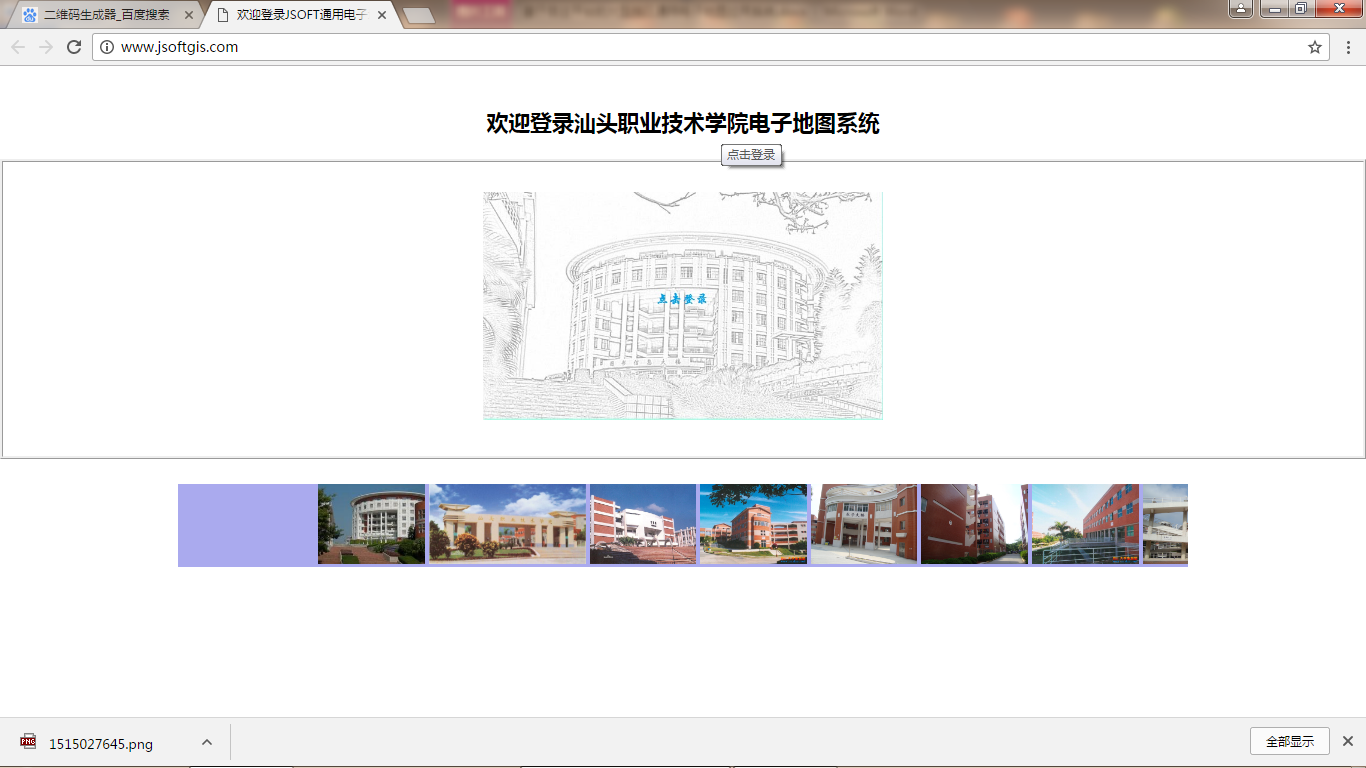 二维码生成器_百度搜索
欢迎登录JSOFT通用电子
www.jsoftgis.com
欢迎登录汕头职业技术学院电子地图系统
点击登录
点击登录
1515027645.png
全部显示